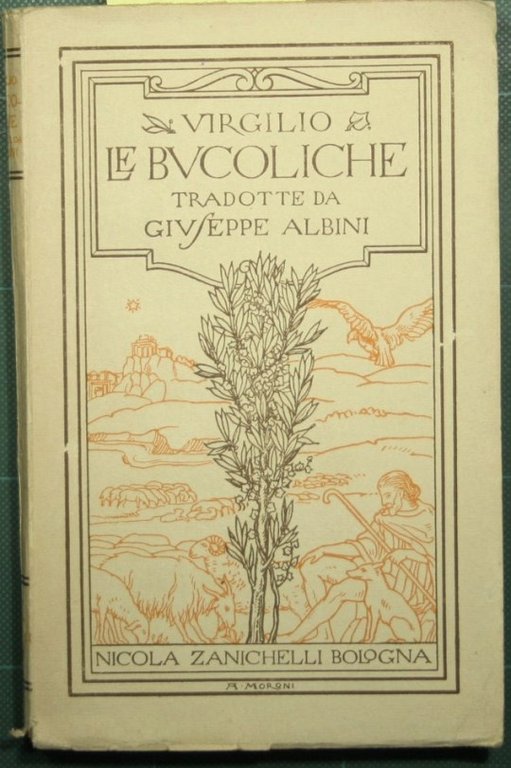 VIRGILIO
LE BVCOLICHE
TRADOTTE DA
GIVSEPPE ALBINI
NICOLA ZANICHELLI BOLOGNA
A · MORONI